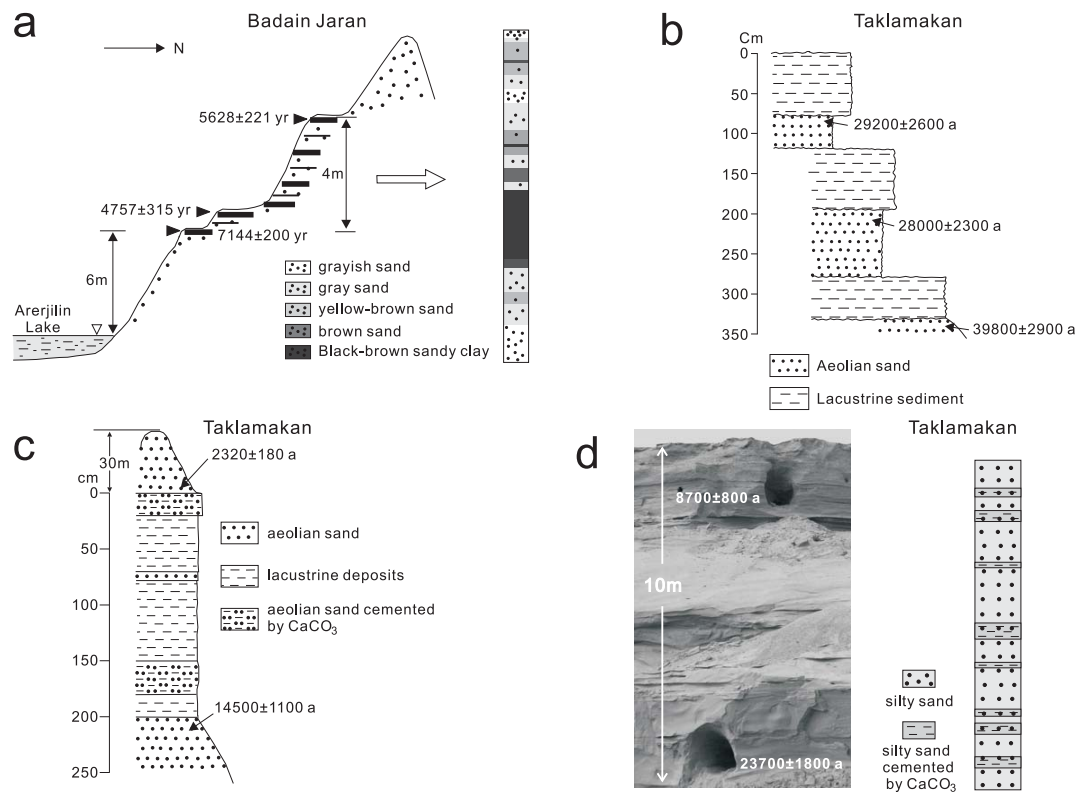 a
Badain Jaran
N
5628±221 yr
4m
4757±315 yr
7144±200 yr
6m
Arerjilin
Lake
grayish sand
gray sand
yellow-brown sand
brown sand
Black-brown sandy clay
b
Taklamakan
Cm
0
50
100
150
200
250
300
350
29200±2600 a
28000±2300 a
39800±2900 a
Aeolian sand
Lacustrine sediment
c
Taklamakan
30m
2320±180 a
cm
0
50
100
150
200
250
14500±1100 a
aeolian sand
lacustrine deposits
aeolian sand cemented
by CaCO₃
d
Taklamakan
8700±800 a
10m
23700±1800 a
silty sand
silty sand
cemented
by CaCO₃